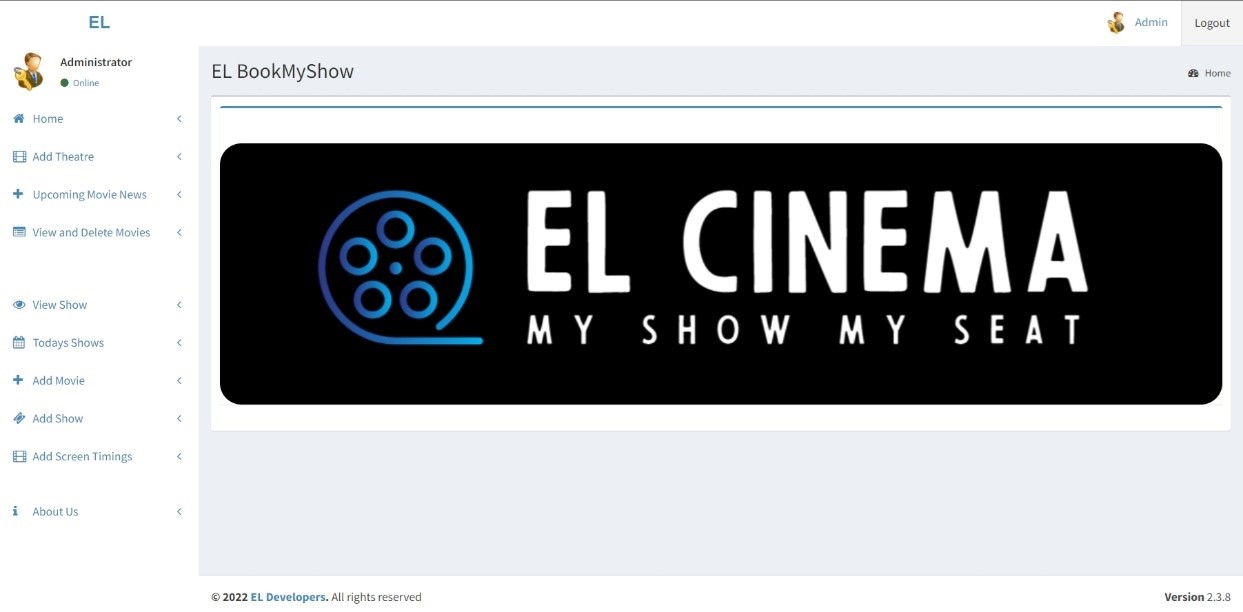 EL
Admin
Logout
Administrator
Online
Home
Add Theatre
Upcoming Movie News
View and Delete Movies
View Show
Todays Shows
Add Movie
Add Show
Add Screen Timings
About Us
EL BookMyShow
Home
EL CINEMA
MY SHOW MY SEAT
© 2022 EL Developers. All rights reserved
Version 2.3.8